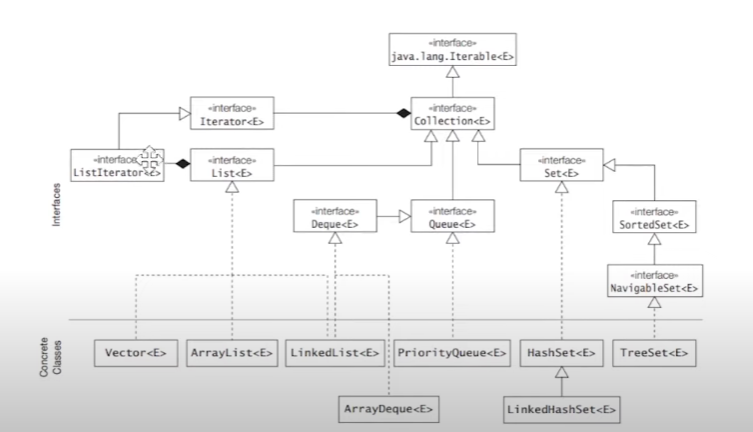 «interface»
java.lang.Iterable<E>
«interface»
Iterator<E>
«interface»
Collection<E>
«interface»
ListIterator<E>
«interface»
List<E>
«interface»
Set<E>
Interfaces
«interface»
Deque<E>
«interface»
Queue<E>
«interface»
SortedSet<E>
«interface»
NavigableSet<E>
Concrete
Classes
Vector<E>
ArrayList<E>
LinkedList<E>
PriorityQueue<E>
HashSet<E>
TreeSet<E>
ArrayDeque<E>
LinkedHashSet<E>